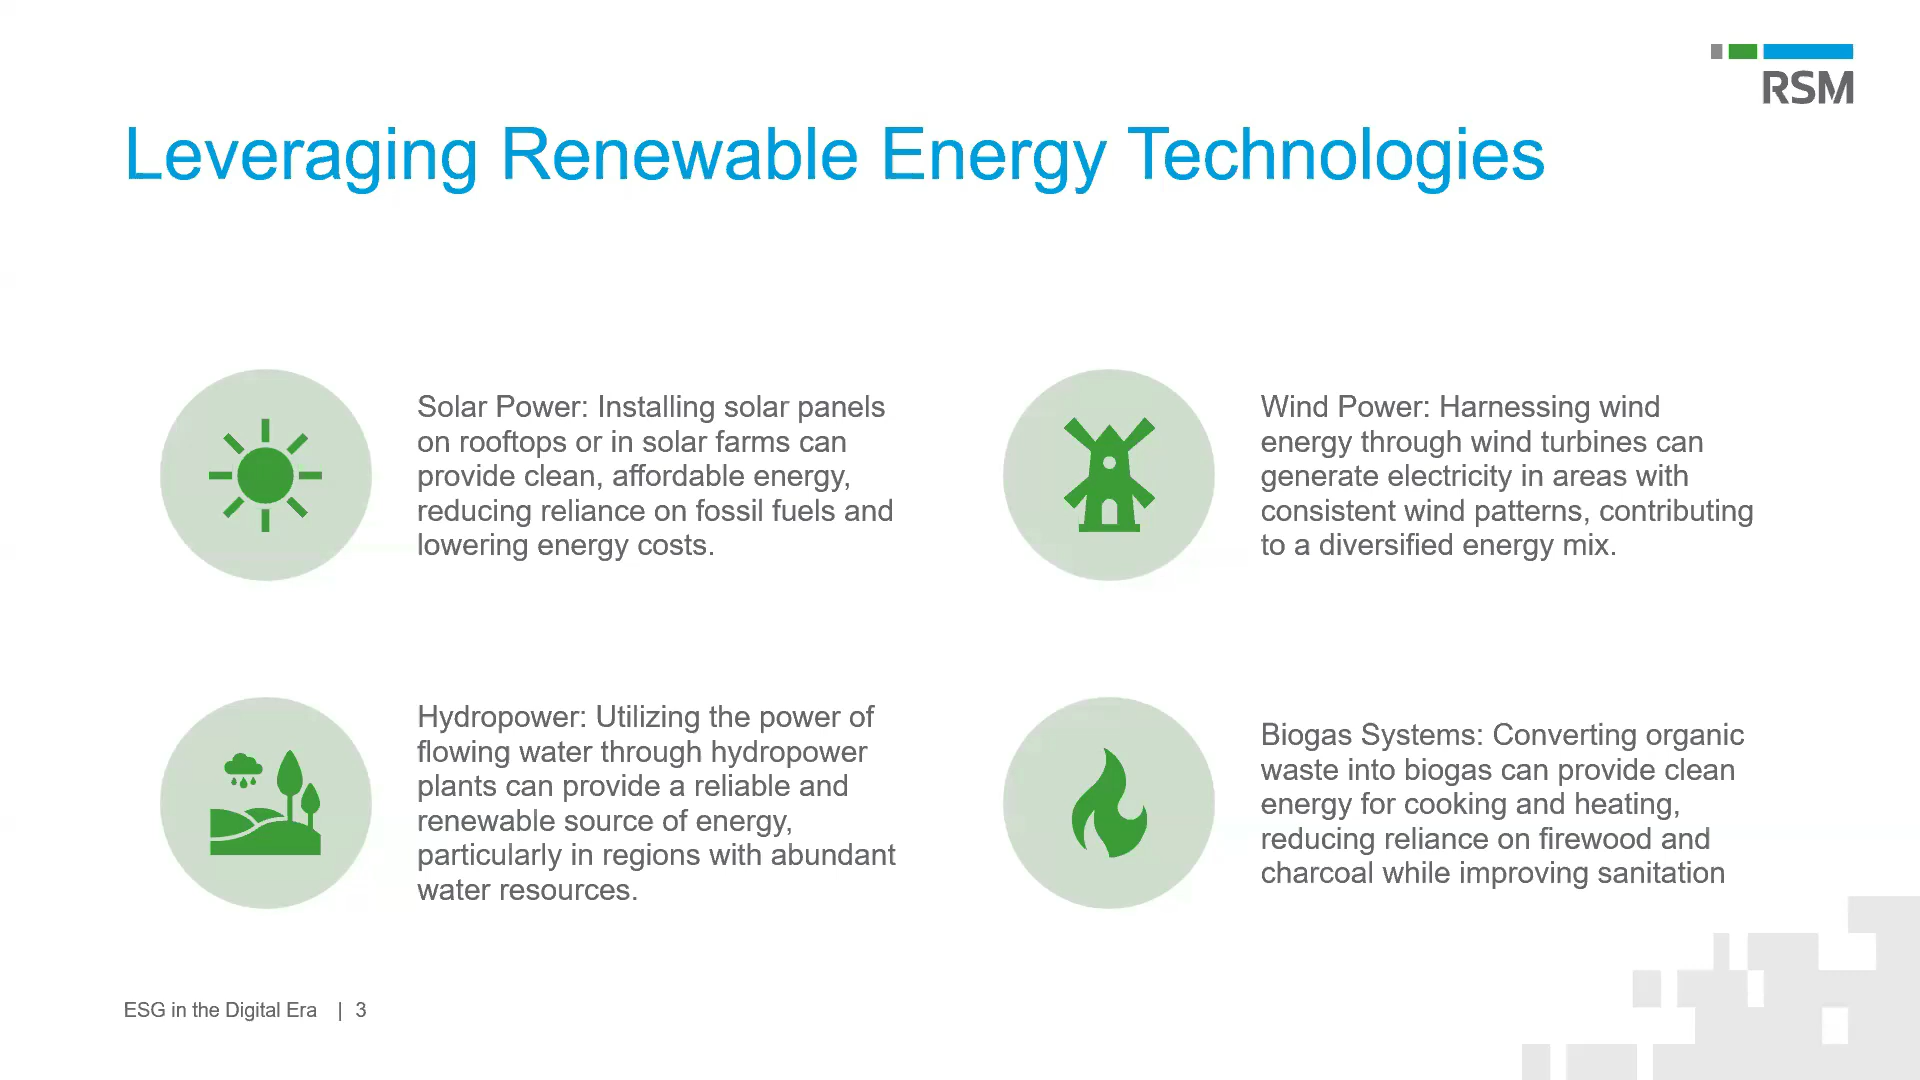 RSM
Leveraging Renewable Energy Technologies
Solar Power: Installing solar panels
on rooftops or in solar farms can
provide clean, affordable energy,
reducing reliance on fossil fuels and
lowering energy costs.
Wind Power: Harnessing wind
energy through wind turbines can
generate electricity in areas with
consistent wind patterns, contributing
to a diversified energy mix.
Hydropower: Utilizing the power of
flowing water through hydropower
plants can provide a reliable and
renewable source of energy,
particularly in regions with abundant
water resources.
Biogas Systems: Converting organic
waste into biogas can provide clean
energy for cooking and heating,
reducing reliance on firewood and
charcoal while improving sanitation
ESG in the Digital Era | 3